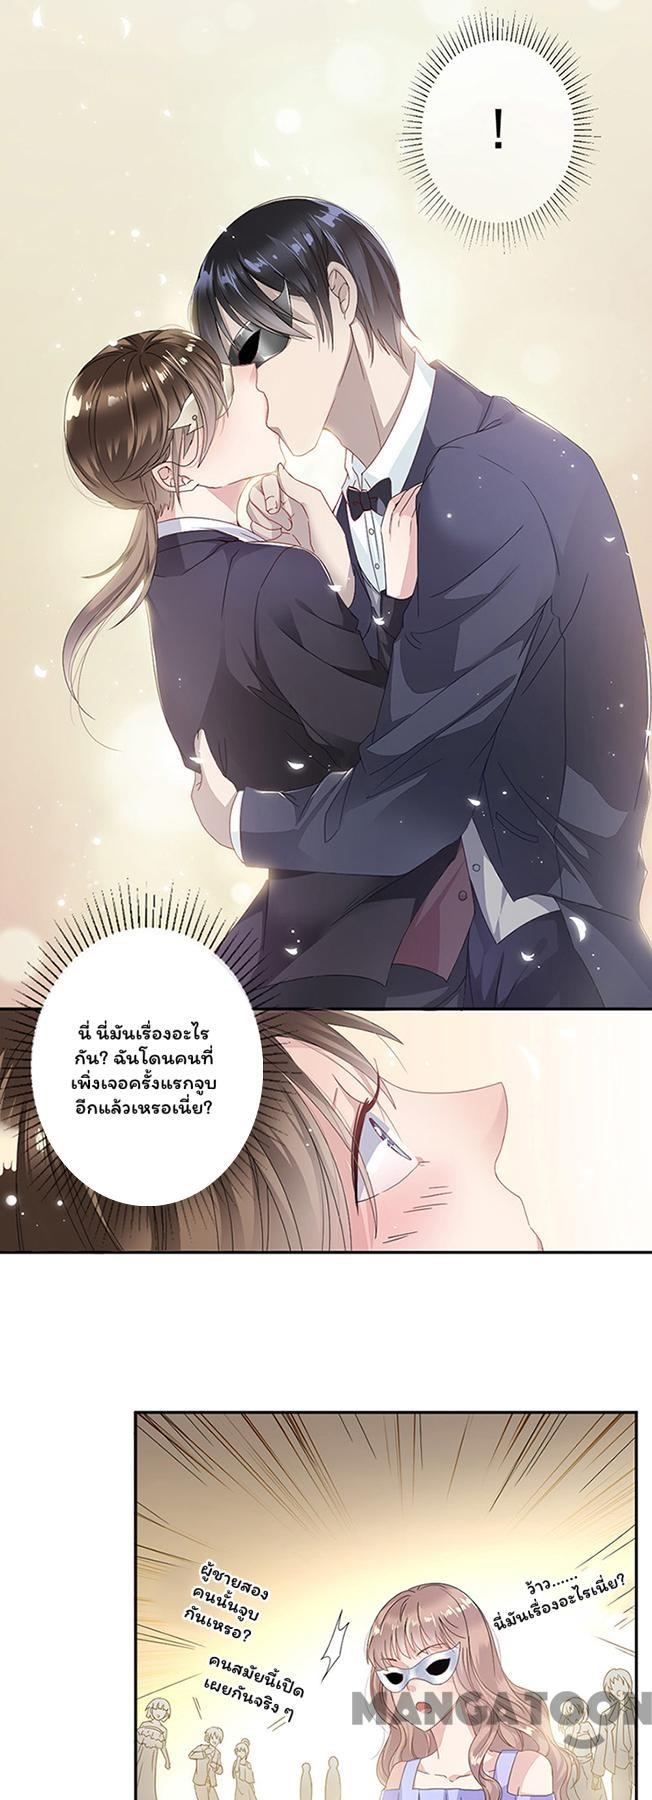 !
นี่ นี่มันเรื่องอะไร
กัน? ฉันโดนคนที่
เพิ่งเจอครั้งแรกจูบ
อีกแล้วเหรอเนี่ย?
ผู้ชายสอง
คนนั้นจูบ
กันเหรอ?
ว้าว......
นี่มันเรื่องอะไรเนี่ย?
คนสมัยนี้เปิด
เผยกันจริง ๆ
MANGATOON